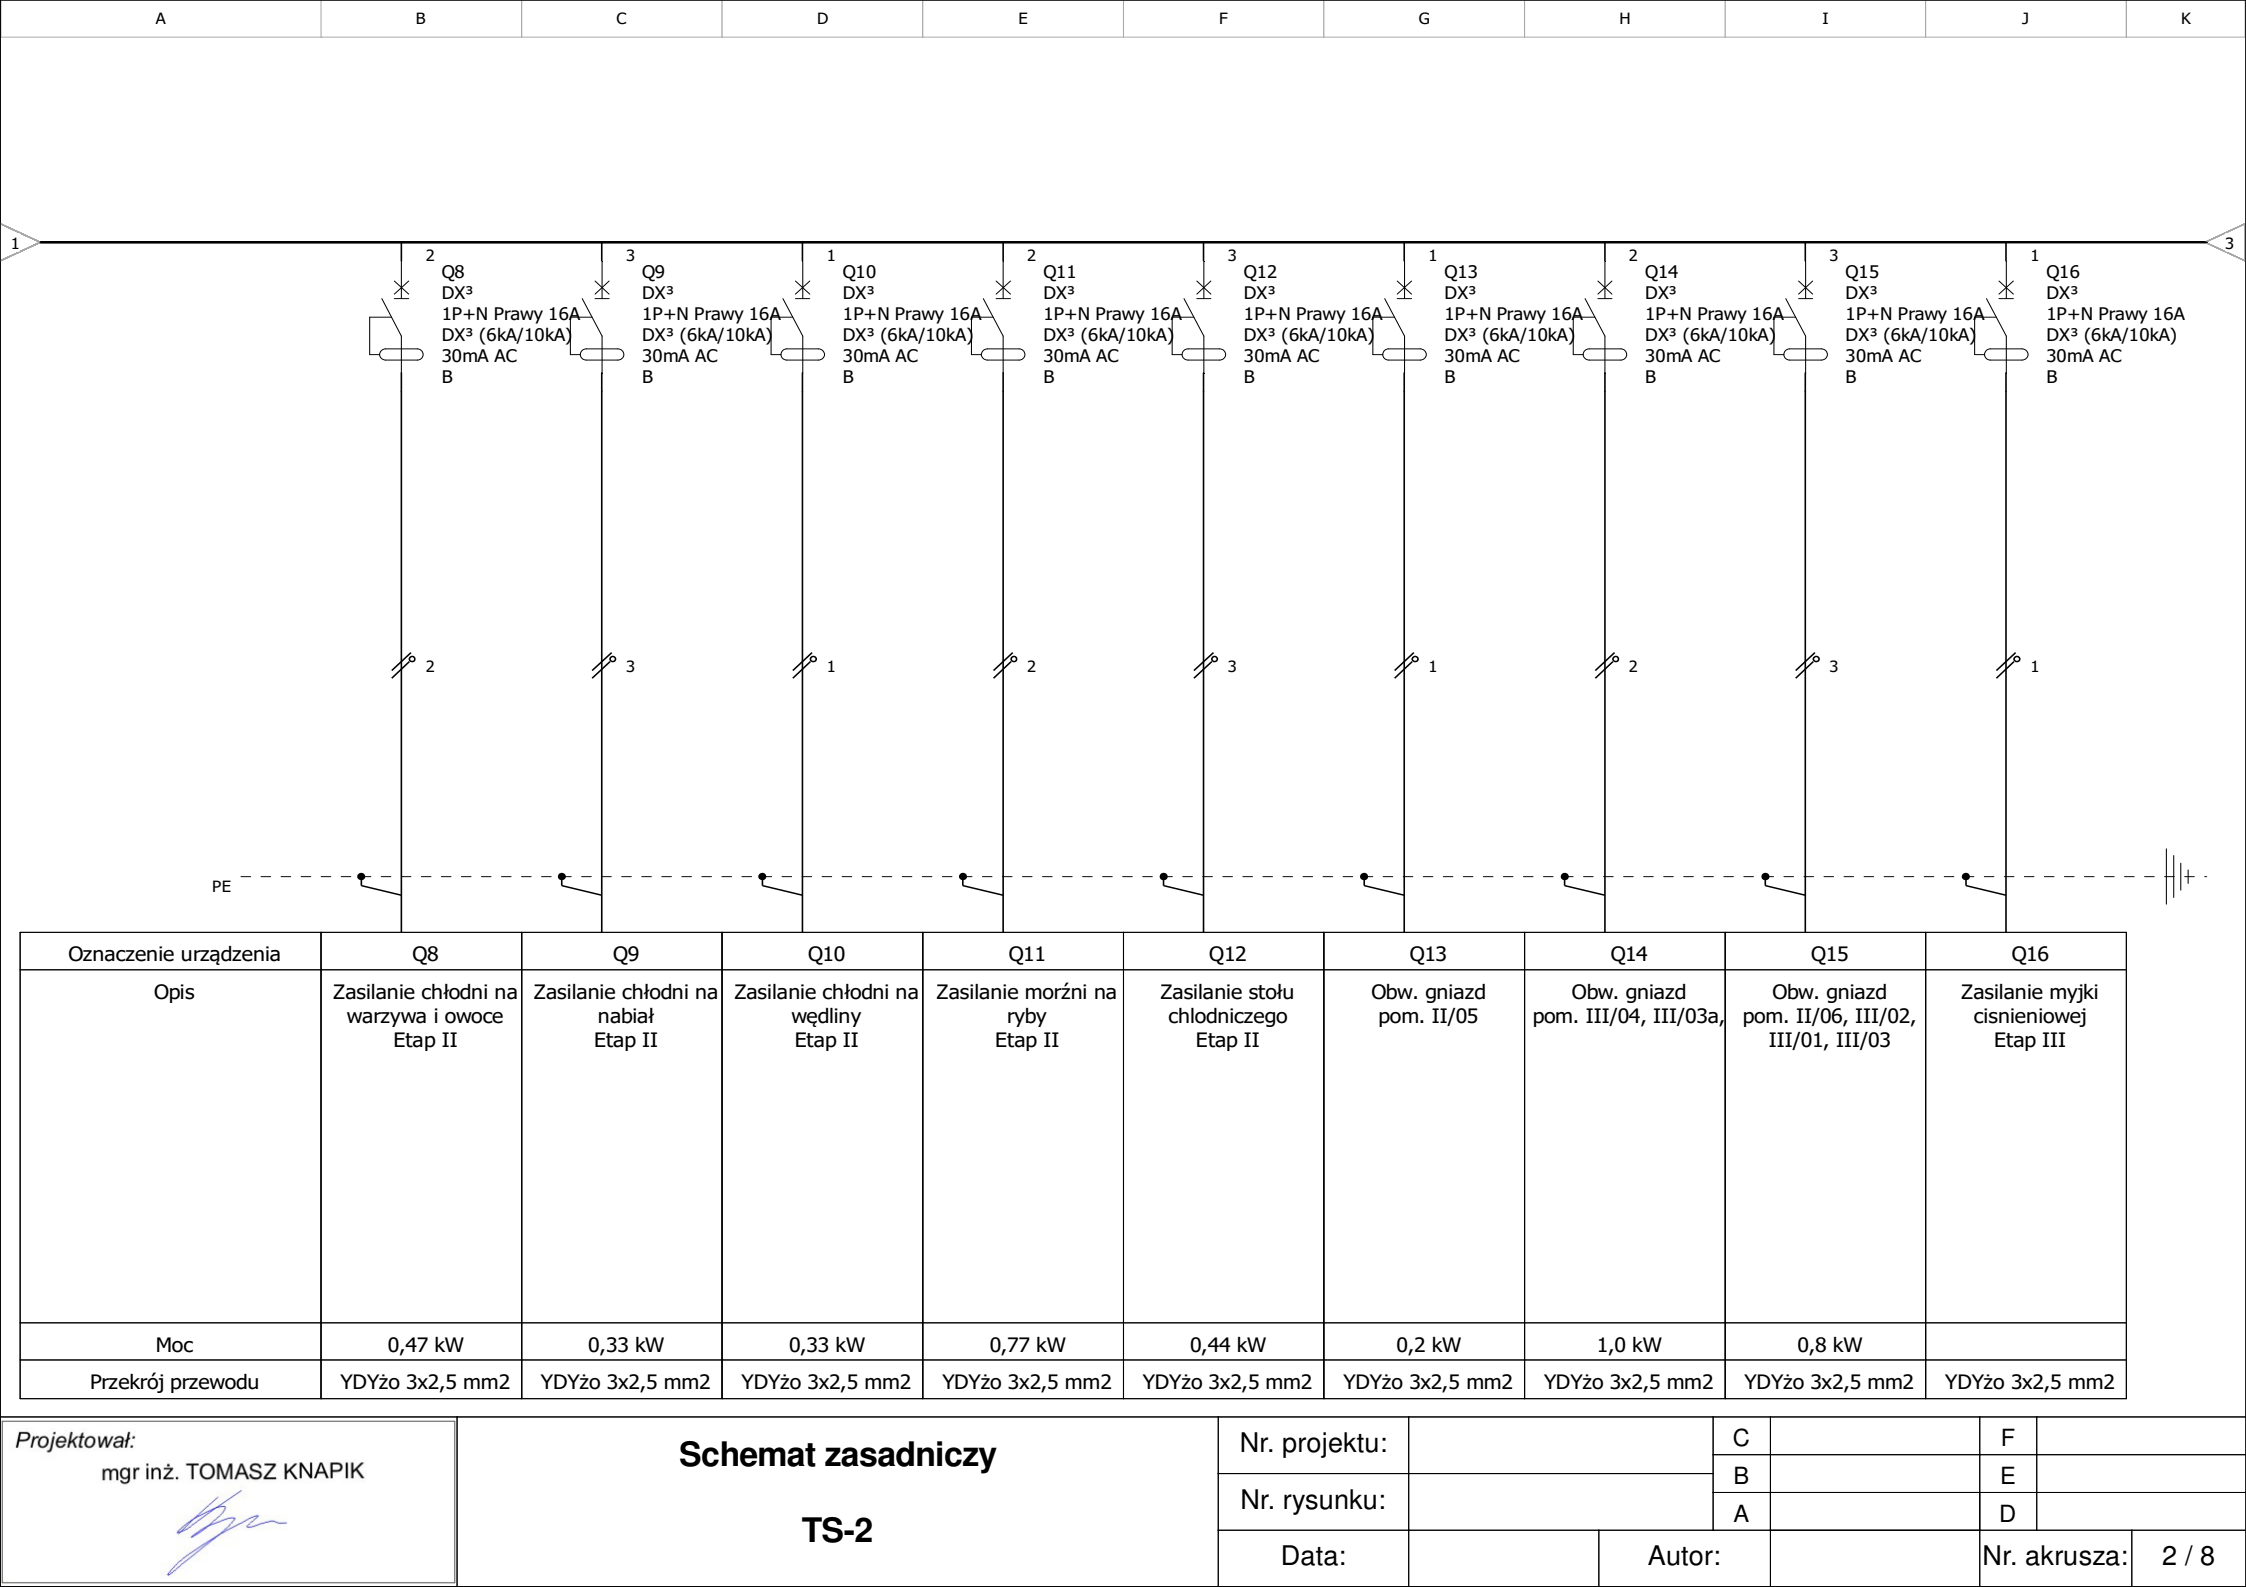 A B C D E F G H I J K
1 3
2 3 1 2 3 1 2 3 1
Q8 Q9 Q10 Q11 Q12 Q13 Q14 Q15 Q16
DX³ DX³ DX³ DX³ DX³ DX³ DX³ DX³ DX³
1P+N Prawy 16A 1P+N Prawy 16A 1P+N Prawy 16A 1P+N Prawy 16A 1P+N Prawy 16A 1P+N Prawy 16A 1P+N Prawy 16A 1P+N Prawy 16A 1P+N Prawy 16A
DX³ (6kA/10kA) DX³ (6kA/10kA) DX³ (6kA/10kA) DX³ (6kA/10kA) DX³ (6kA/10kA) DX³ (6kA/10kA) DX³ (6kA/10kA) DX³ (6kA/10kA) DX³ (6kA/10kA)
30mA AC 30mA AC 30mA AC 30mA AC 30mA AC 30mA AC 30mA AC 30mA AC 30mA AC
B B B B B B B B B
2 3 1 2 3 1 2 3 1
PE
Oznaczenie urządzenia Q8 Q9 Q10 Q11 Q12 Q13 Q14 Q15 Q16
Opis
Zasilanie chłodni na
warzywa i owoce
Etap II
Zasilanie chłodni na
nabiał
Etap II
Zasilanie chłodni na
wędliny
Etap II
Zasilanie morźni na
ryby
Etap II
Zasilanie stołu
chlodniczego
Etap II
Obw. gniazd
pom. II/05
Obw. gniazd
pom. III/04, III/03a,
Obw. gniazd
pom. II/06, III/02,
III/01, III/03
Zasilanie myjki
cisnieniowej
Etap III
Moc 0,47 kW 0,33 kW 0,33 kW 0,77 kW 0,44 kW 0,2 kW 1,0 kW 0,8 kW
Przekrój przewodu YDYżo 3x2,5 mm2 YDYżo 3x2,5 mm2 YDYżo 3x2,5 mm2 YDYżo 3x2,5 mm2 YDYżo 3x2,5 mm2 YDYżo 3x2,5 mm2 YDYżo 3x2,5 mm2 YDYżo 3x2,5 mm2 YDYżo 3x2,5 mm2
Projektował:
mgr inż. TOMASZ KNAPIK
Schemat zasadniczy
TS-2
Nr. projektu:
Nr. rysunku:
C F
B E
A D
Data: Autor: Nr. akrusza: 2 / 8